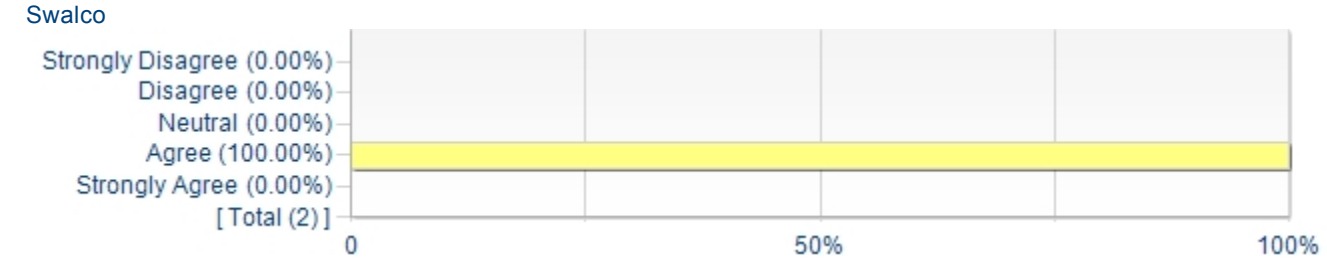 Swalco
Strongly Disagree (0.00%)
Disagree (0.00%)
Neutral (0.00%)
Agree (100.00%)
Strongly Agree (0.00%)
[ Total (2) ]
0 50% 100%